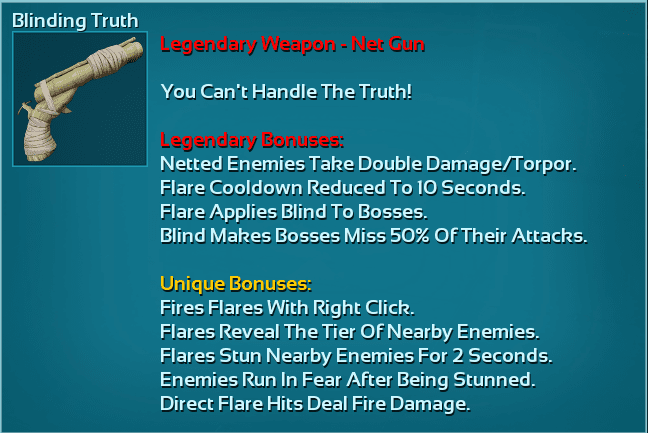 Blinding Truth
Legendary Weapon - Net Gun
You Can't Handle The Truth!
Legendary Bonuses:
Netted Enemies Take Double Damage/Torpor.
Flare Cooldown Reduced To 10 Seconds.
Flare Applies Blind To Bosses.
Blind Makes Bosses Miss 50% Of Their Attacks.
Unique Bonuses:
Fires Flares With Right Click.
Flares Reveal The Tier Of Nearby Enemies.
Flares Stun Nearby Enemies For 2 Seconds.
Enemies Run In Fear After Being Stunned.
Direct Flare Hits Deal Fire Damage.